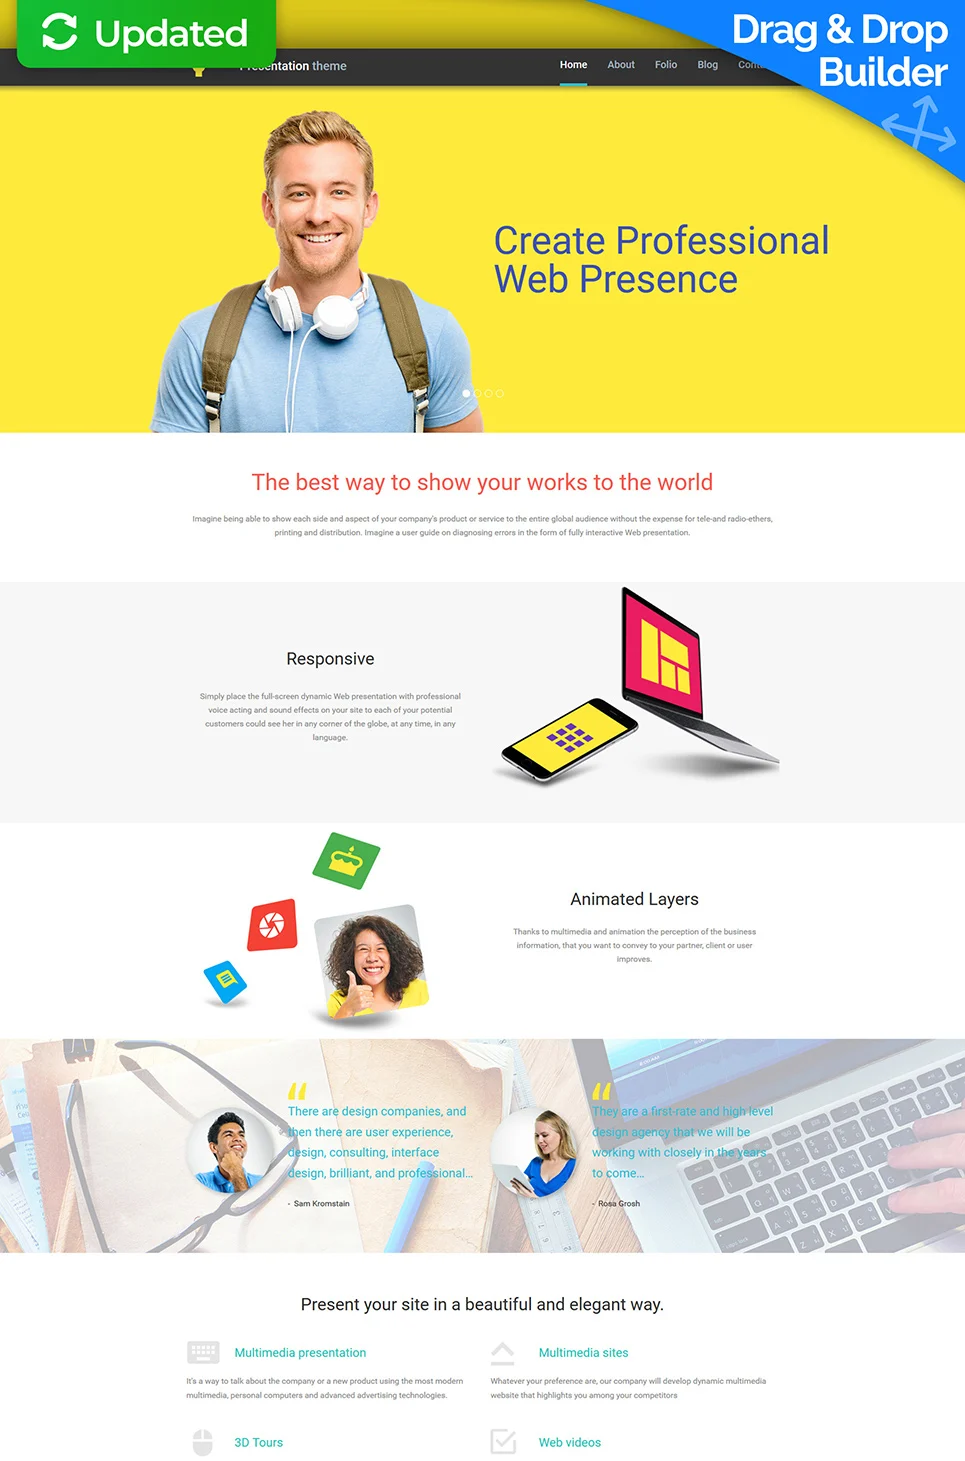 Updated
Drag & Drop
Builder
Presentation theme
Home About Folio Blog
Create Professional
Web Presence
The best way to show your works to the world
Imagine being able to show each side and aspect of your company's product or service to the entire global audience without the expense for tele-and radio-ethers,
printing and distribution. Imagine a user guide on diagnosing errors in the form of fully interactive Web presentation.
Responsive
Simply place the full-screen dynamic Web presentation with professional
voice acting and sound effects on your site to each of your potential
customers could see her in any corner of the globe, at any time, in any
language.
Animated Layers
Thanks to multimedia and animation the perception of the business
information, that you want to convey to your partner, client or user
improves.
“
There are design companies, and
then there are user experience,
design, consulting, interface
design, brilliant, and professional...
- Sam Kromstain
“
They are a first-rate and high level
design agency that we will be
working with closely in the years
to come...
- Rosa Grosh
Present your site in a beautiful and elegant way.
Multimedia presentation
It's a way to talk about the company or a new product using the most modern
multimedia, personal computers and advanced advertising technologies.
Multimedia sites
Whatever your preference are, our company will develop dynamic multimedia
website that highlights you among your competitors
3D Tours
Web videos